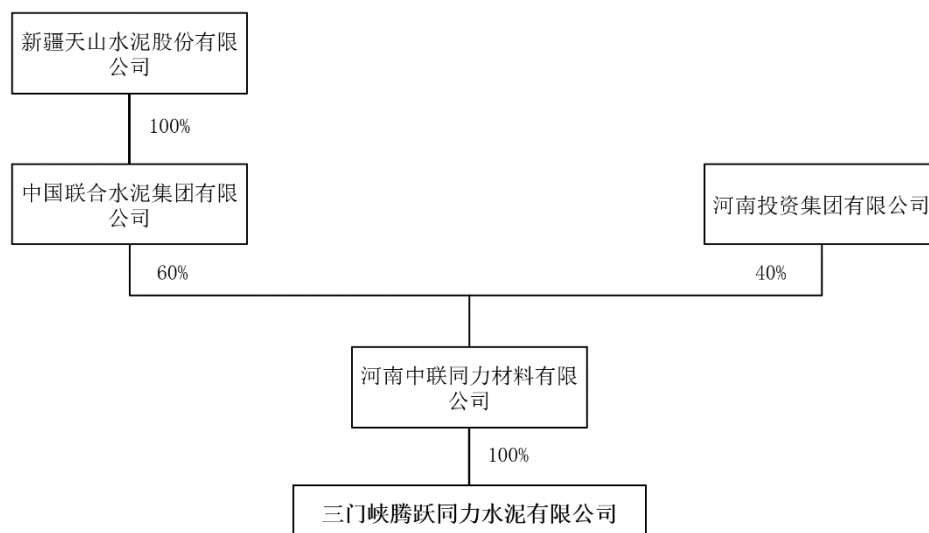 新疆天山水泥股份有限
公司
100%
中国联合水泥集团有限
公司
河南投资集团有限公司
60%
40%
河南中联同力材料有限
公司
100%
三门峡腾跃同力水泥有限公司